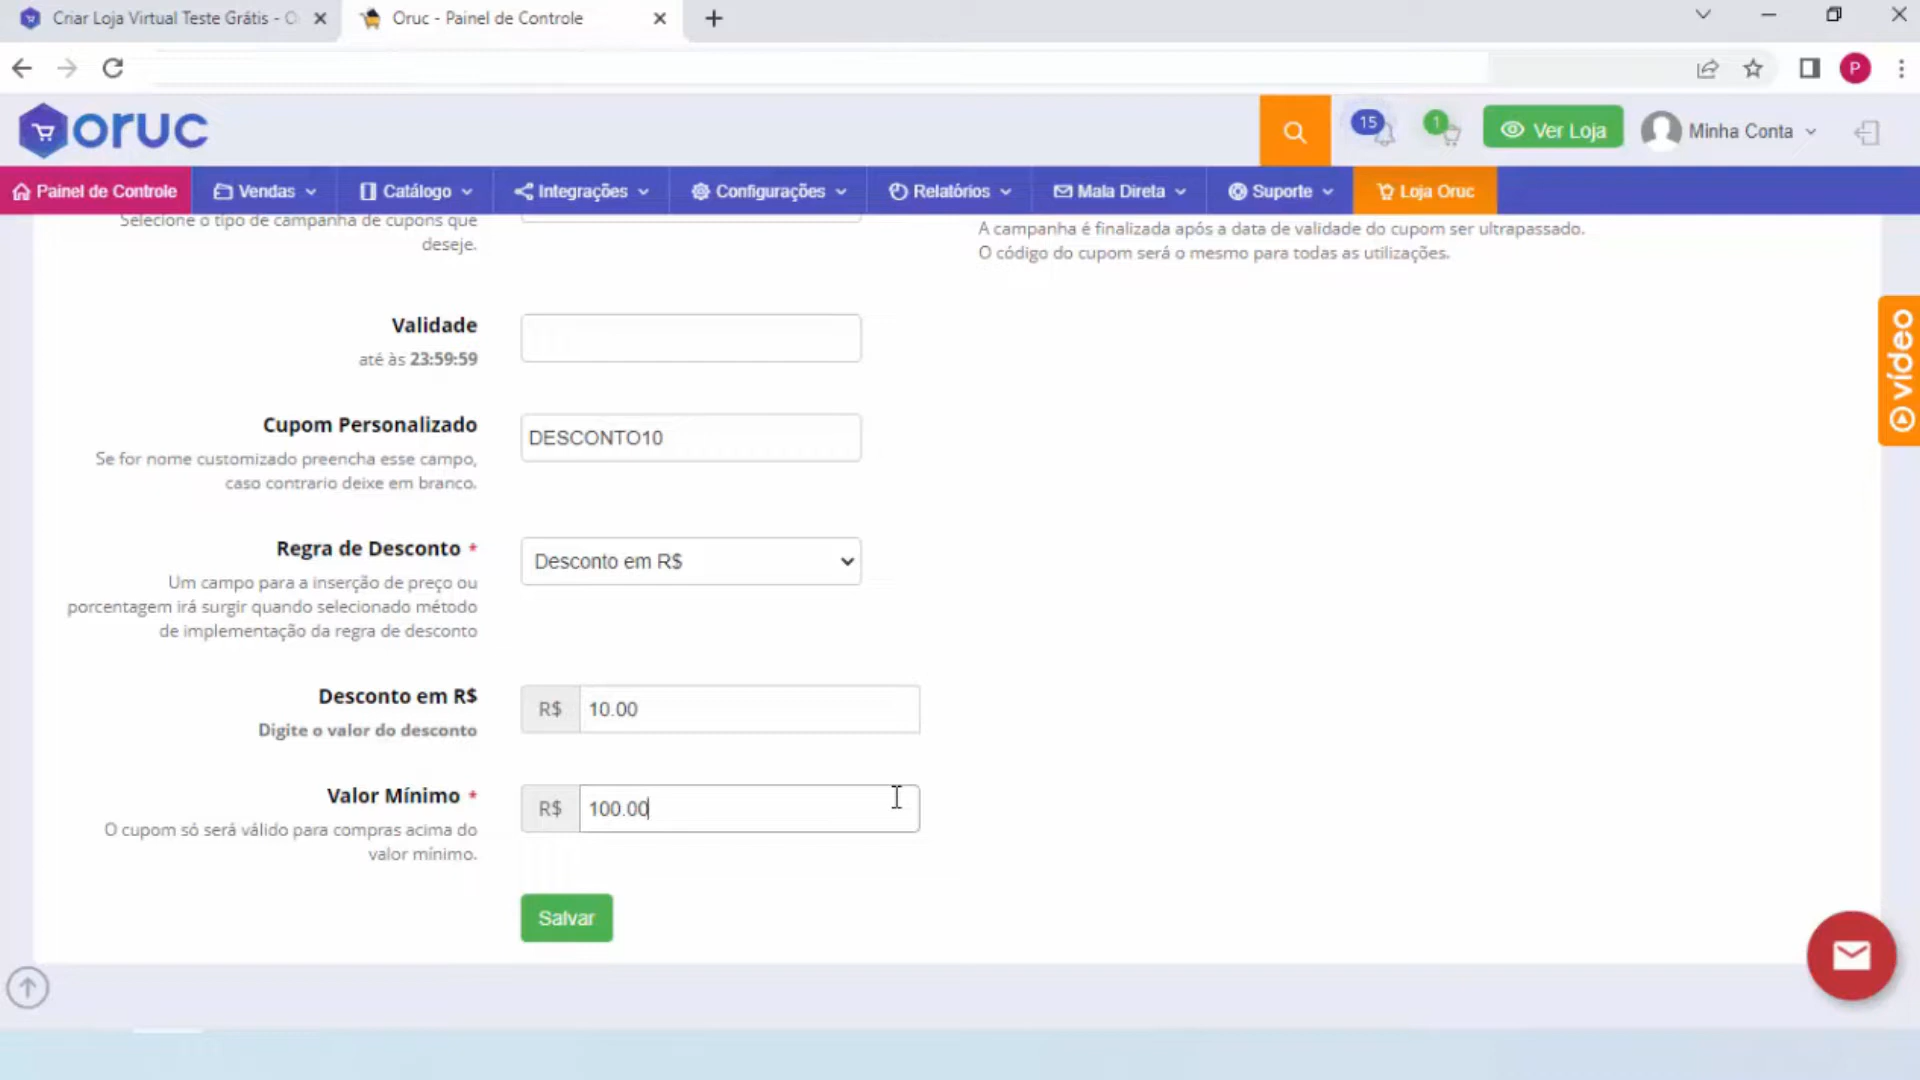 Criar Loja Virtual Teste Grátis - O
Oruc - Painel de Controle
P
oruc
15
1
Ver Loja
Minha Conta
Painel de Controle
Vendas
Catálogo
Integrações
Configurações
Relatórios
Mala Direta
Suporte
Loja Oruc
Selecione o tipo de campanha de cupons que
deseje.
A campanha é finalizada após a data de validade do cupom ser ultrapassado.
O código do cupom será o mesmo para todas as utilizações.
Validade
até às 23:59:59
vídeo
Cupom Personalizado
DESCONTO10
Se for nome customizado preencha esse campo,
caso contrario deixe em branco.
Regra de Desconto *
Desconto em R$
Um campo para a inserção de preço ou
porcentagem irá surgir quando selecionado método
de implementação da regra de desconto
Desconto em R$
R$ 10.00
Digite o valor do desconto
Valor Mínimo *
R$ 100.00
O cupom só será válido para compras acima do
valor mínimo.
Salvar